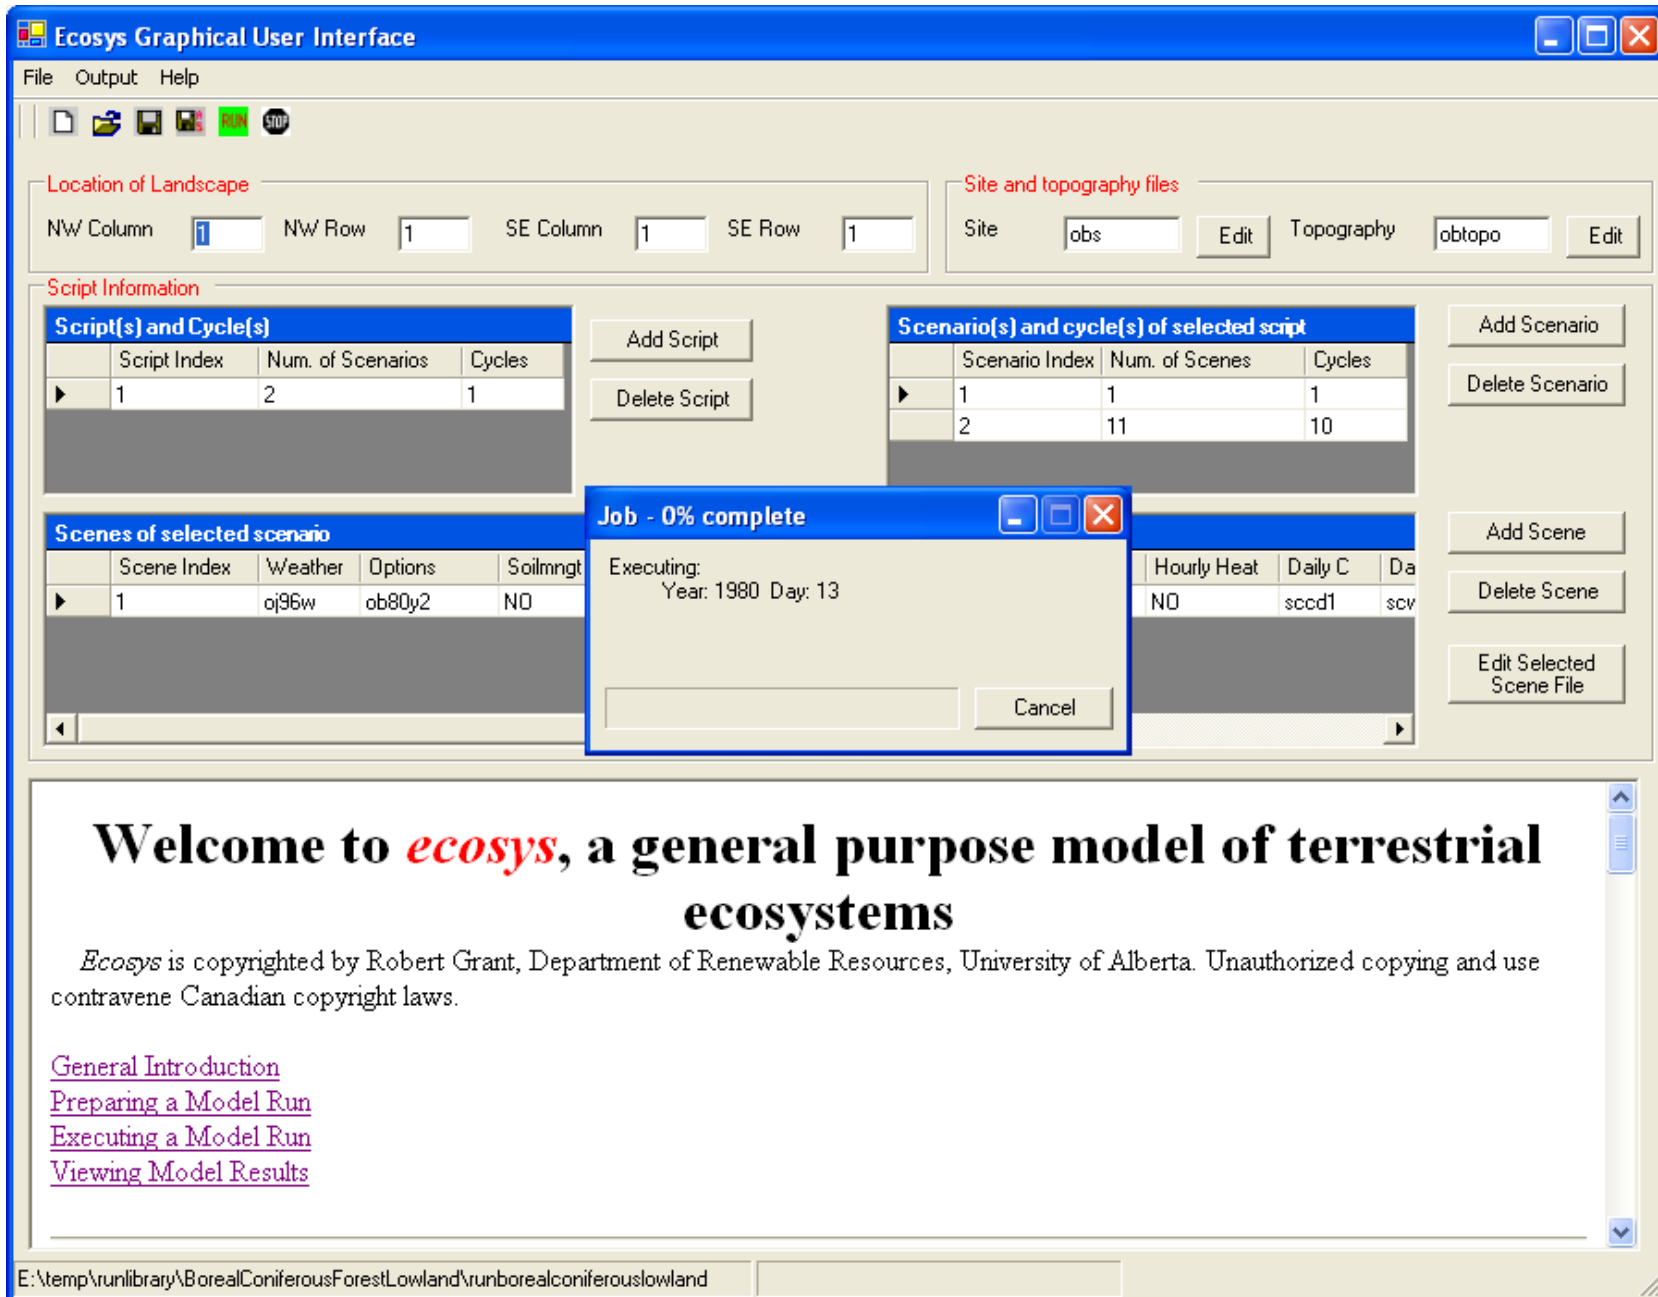 Ecosys Graphical User Interface
File Output Help
RUN STOP
Location of Landscape
NW Column 1 NW Row 1 SE Column 1 SE Row 1
Site and topography files
Site obs Edit Topography obtopo Edit
Script Information
Script(s) and Cycle(s)
Script Index Num. of Scenarios Cycles
1 2 1
Add Script
Delete Script
Scenario(s) and cycle(s) of selected script
Scenario Index Num. of Scenes Cycles
1 1 1
2 11 10
Add Scenario
Delete Scenario
Scenes of selected scenario
Scene Index Weather Options Soilmngt Hourly Heat Daily C Da
1 oj96w ob80y2 NO NO sccd1 scw
Add Scene
Delete Scene
Edit Selected
Scene File
Job - 0% complete
Executing:
Year: 1980 Day: 13
Cancel
Welcome to ecosys, a general purpose model of terrestrial
ecosystems
Ecosys is copyrighted by Robert Grant, Department of Renewable Resources, University of Alberta. Unauthorized copying and use
contravene Canadian copyright laws.
General Introduction
Preparing a Model Run
Executing a Model Run
Viewing Model Results
E:\temp\runlibrary\BorealConiferousForestLowland\runborealconiferouslowland